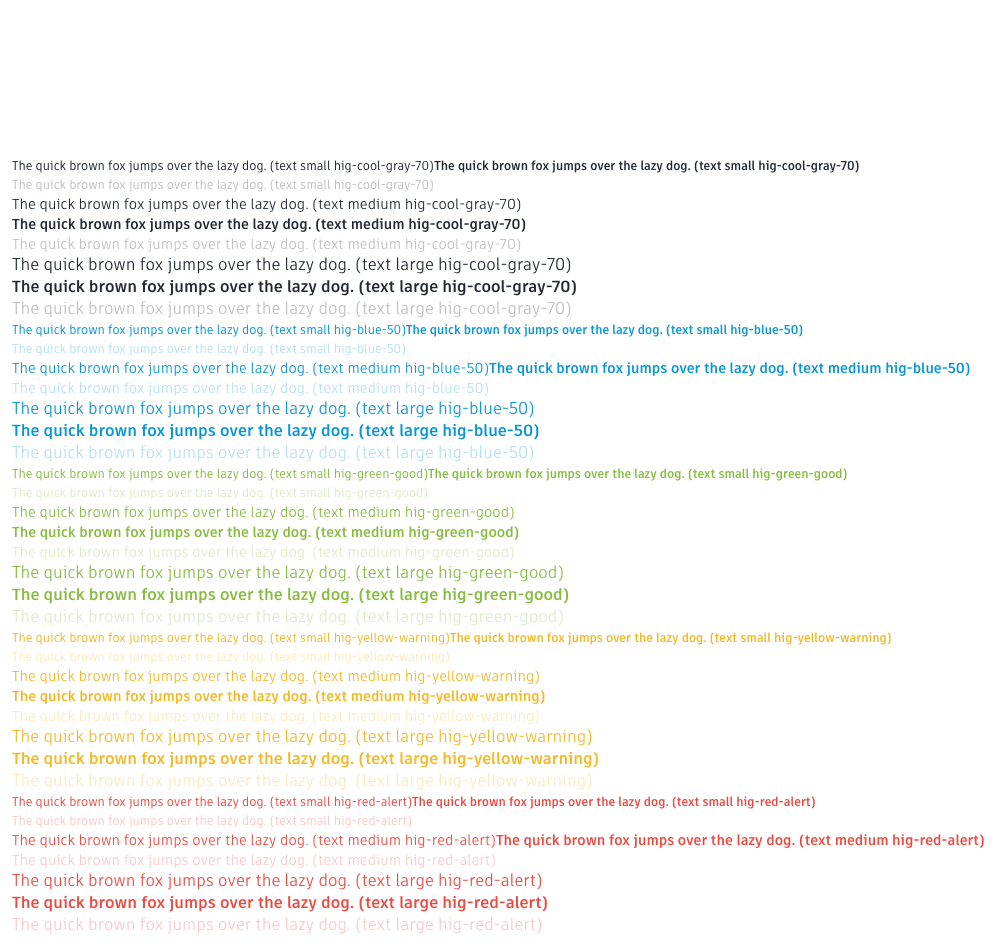 The quick brown fox jumps over the lazy dog. (text small hig-cool-gray-70)The quick brown fox jumps over the lazy dog. (text small hig-cool-gray-70)
The quick brown fox jumps over the lazy dog. (text small hig-cool-gray-70)
The quick brown fox jumps over the lazy dog. (text medium hig-cool-gray-70)
The quick brown fox jumps over the lazy dog. (text medium hig-cool-gray-70)
The quick brown fox jumps over the lazy dog. (text medium hig-cool-gray-70)
The quick brown fox jumps over the lazy dog. (text large hig-cool-gray-70)
The quick brown fox jumps over the lazy dog. (text large hig-cool-gray-70)
The quick brown fox jumps over the lazy dog. (text large hig-cool-gray-70)
The quick brown fox jumps over the lazy dog. (text small hig-blue-50)The quick brown fox jumps over the lazy dog. (text small hig-blue-50)
The quick brown fox jumps over the lazy dog. (text small hig-blue-50)
The quick brown fox jumps over the lazy dog. (text medium hig-blue-50)The quick brown fox jumps over the lazy dog. (text medium hig-blue-50)
The quick brown fox jumps over the lazy dog. (text medium hig-blue-50)
The quick brown fox jumps over the lazy dog. (text large hig-blue-50)
The quick brown fox jumps over the lazy dog. (text large hig-blue-50)
The quick brown fox jumps over the lazy dog. (text large hig-blue-50)
The quick brown fox jumps over the lazy dog. (text small hig-green-good)The quick brown fox jumps over the lazy dog. (text small hig-green-good)
The quick brown fox jumps over the lazy dog. (text small hig-green-good)
The quick brown fox jumps over the lazy dog. (text medium hig-green-good)
The quick brown fox jumps over the lazy dog. (text medium hig-green-good)
The quick brown fox jumps over the lazy dog. (text medium hig-green-good)
The quick brown fox jumps over the lazy dog. (text large hig-green-good)
The quick brown fox jumps over the lazy dog. (text large hig-green-good)
The quick brown fox jumps over the lazy dog. (text large hig-green-good)
The quick brown fox jumps over the lazy dog. (text small hig-yellow-warning)The quick brown fox jumps over the lazy dog. (text small hig-yellow-warning)
The quick brown fox jumps over the lazy dog. (text small hig-yellow-warning)
The quick brown fox jumps over the lazy dog. (text medium hig-yellow-warning)
The quick brown fox jumps over the lazy dog. (text medium hig-yellow-warning)
The quick brown fox jumps over the lazy dog. (text medium hig-yellow-warning)
The quick brown fox jumps over the lazy dog. (text large hig-yellow-warning)
The quick brown fox jumps over the lazy dog. (text large hig-yellow-warning)
The quick brown fox jumps over the lazy dog. (text large hig-yellow-warning)
The quick brown fox jumps over the lazy dog. (text small hig-red-alert)The quick brown fox jumps over the lazy dog. (text small hig-red-alert)
The quick brown fox jumps over the lazy dog. (text small hig-red-alert)
The quick brown fox jumps over the lazy dog. (text medium hig-red-alert)The quick brown fox jumps over the lazy dog. (text medium hig-red-alert)
The quick brown fox jumps over the lazy dog. (text medium hig-red-alert)
The quick brown fox jumps over the lazy dog. (text large hig-red-alert)
The quick brown fox jumps over the lazy dog. (text large hig-red-alert)
The quick brown fox jumps over the lazy dog. (text large hig-red-alert)